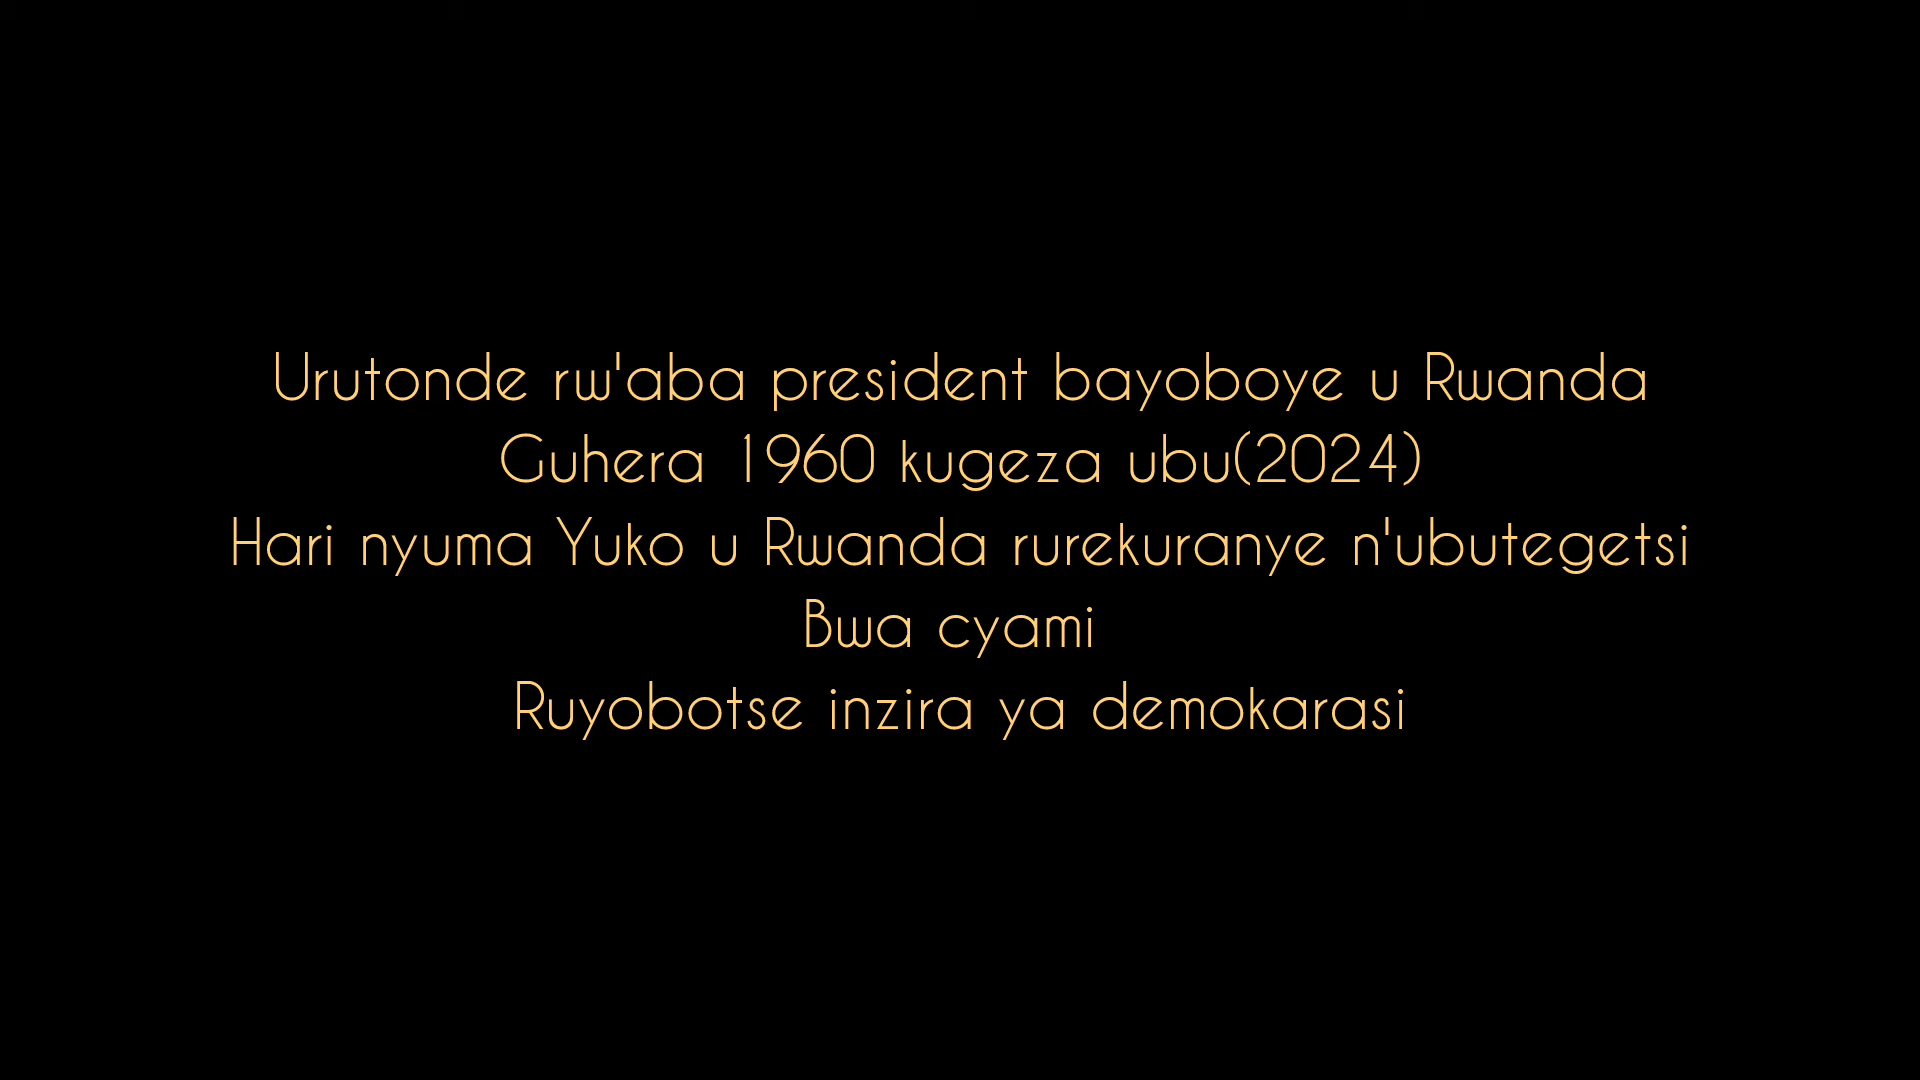 Urutonde rw'aba president bayoboye u Rwanda
Guhera 1960 kugeza ubu(2024)
Hari nyuma Yuko u Rwanda rurekuranye n'ubutegetsi
Bwa cyami
Ruyobotse inzira ya demokarasi